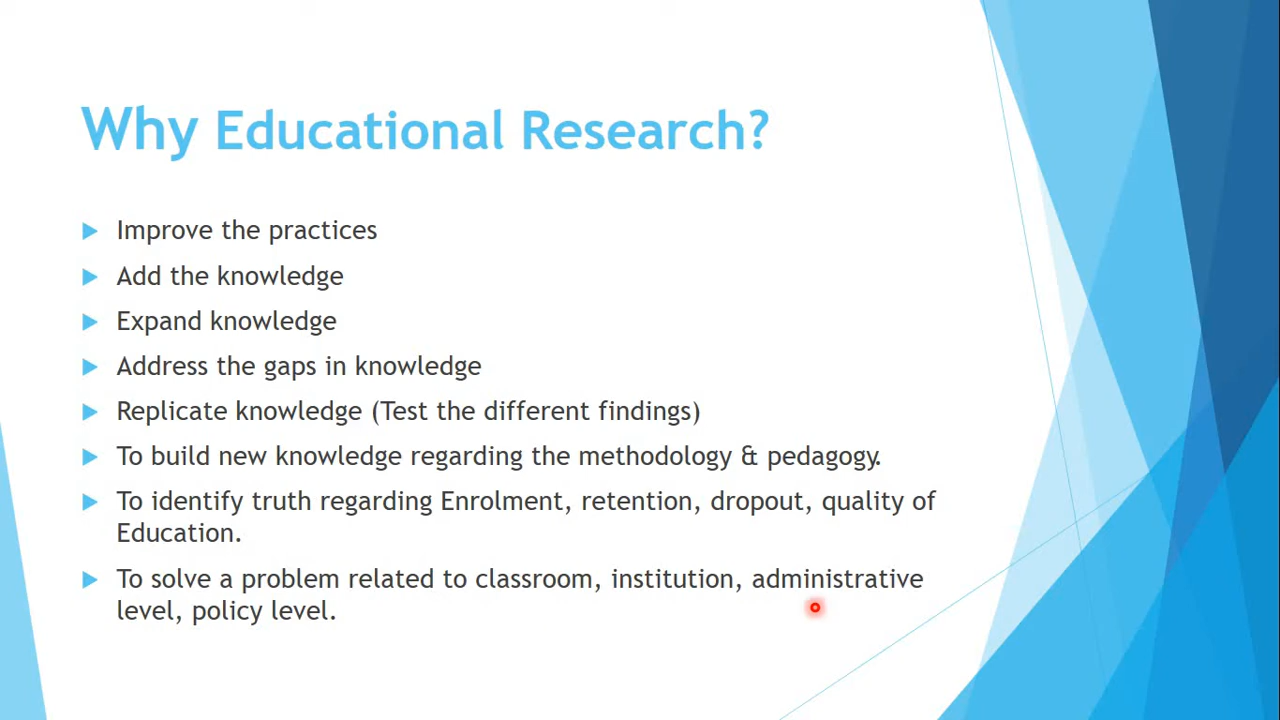 Why Educational Research?
Improve the practices
Add the knowledge
Expand knowledge
Address the gaps in knowledge
Replicate knowledge (Test the different findings)
To build new knowledge regarding the methodology & pedagogy.
To identify truth regarding Enrolment, retention, dropout, quality of
Education.
To solve a problem related to classroom, institution, administrative
level, policy level.